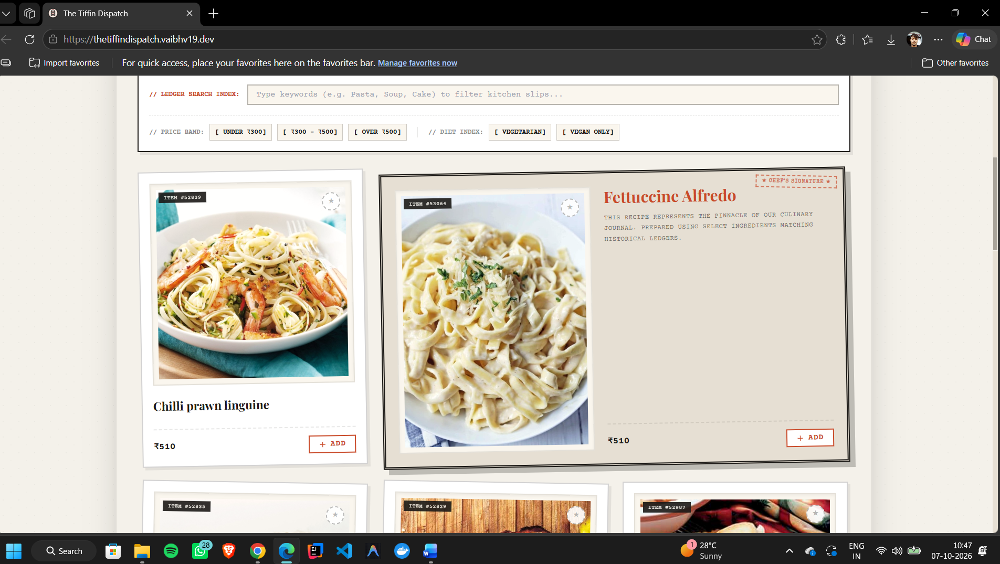 The Tiffin Dispatch
https://thetiffindispatch.vaibhv19.dev
Chat
Import favorites
For quick access, place your favorites here on the favorites bar. Manage favorites now
Other favorites
// LEDGER SEARCH INDEX:
Type keywords (e.g. Pasta, Soup, Cake) to filter kitchen slips...
// PRICE BAND: [ UNDER ₹300] [ ₹300 – ₹500] [ OVER ₹500] // DIET INDEX: [ VEGETARIAN] [ VEGAN ONLY]
ITEM #52839
Chilli prawn linguine
₹510
+ ADD
★ CHEF'S SIGNATURE ★
ITEM #53064
Fettuccine Alfredo
THIS RECIPE REPRESENTS THE PINNACLE OF OUR CULINARY
JOURNAL. PREPARED USING SELECT INGREDIENTS MATCHING
HISTORICAL LEDGERS.
₹510
+ ADD
ITEM #52835
ITEM #52829
ITEM #52987
Search
28
1
28°C
Sunny
ENG
IN
10:47
07-10-2026